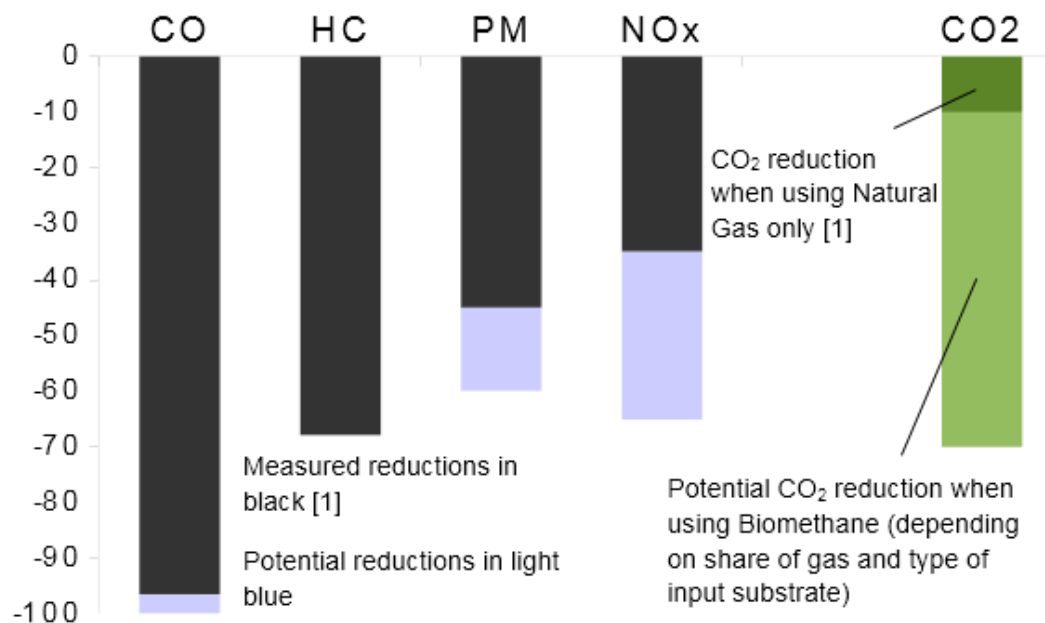 CO HC PM NOx CO2
0
-10
-20
-30
-40
-50
-60
-70
-80
-90
-100
CO₂ reduction
when using Natural
Gas only [1]
Measured reductions in
black [1]
Potential reductions in light
blue
Potential CO₂ reduction when
using Biomethane (depending
on share of gas and type of
input substrate)